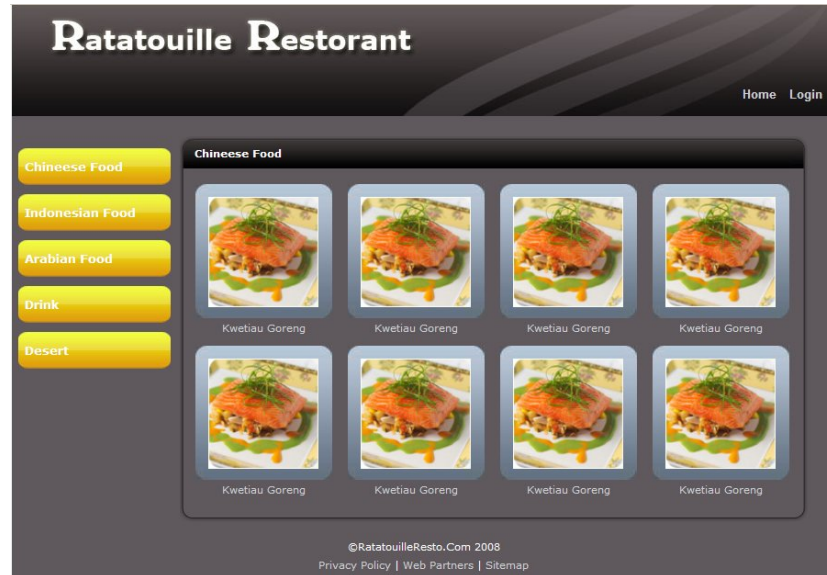 Ratatouille Restorant
Home Login
Chineese Food
Indonesian Food
Arabian Food
Drink
Desert
Chineese Food
Kwetiau Goreng Kwetiau Goreng Kwetiau Goreng Kwetiau Goreng
Kwetiau Goreng Kwetiau Goreng Kwetiau Goreng Kwetiau Goreng
©RatatouilleResto.Com 2008
Privacy Policy | Web Partners | Sitemap